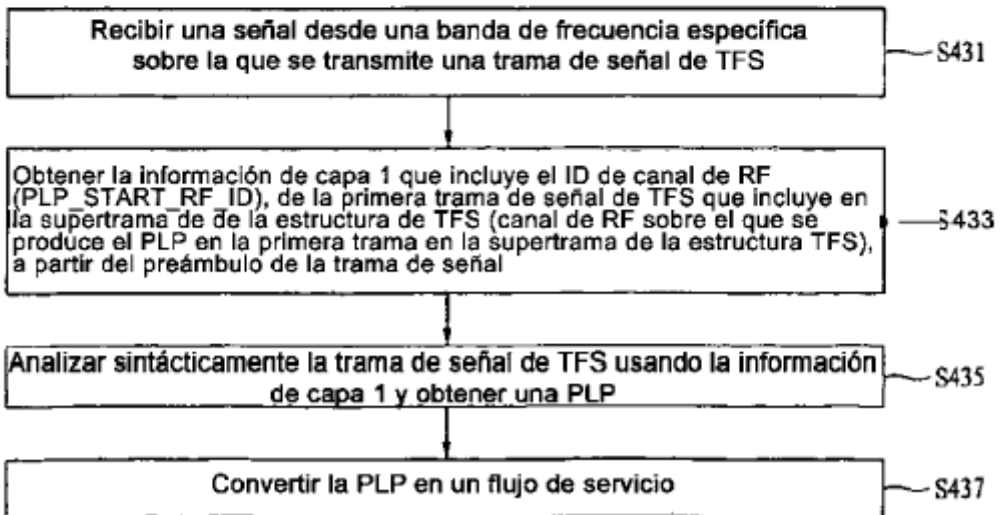 Recibir una señal desde una banda de frecuencia específica
sobre la que se transmite una trama de señal de TFS
S431
Obtener la información de capa 1 que incluye el ID de canal de RF
(PLP_START_RF_ID), de la primera trama de señal de TFS que incluye en
la supertrama de de la estructura de TFS (canal de RF sobre el que se
produce el PLP en la primera trama en la supertrama de la estructura TFS),
a partir del preámbulo de la trama de señal
S433
Analizar sintácticamente la trama de señal de TFS usando la información
de capa 1 y obtener una PLP
S435
Convertir la PLP en un flujo de servicio
S437